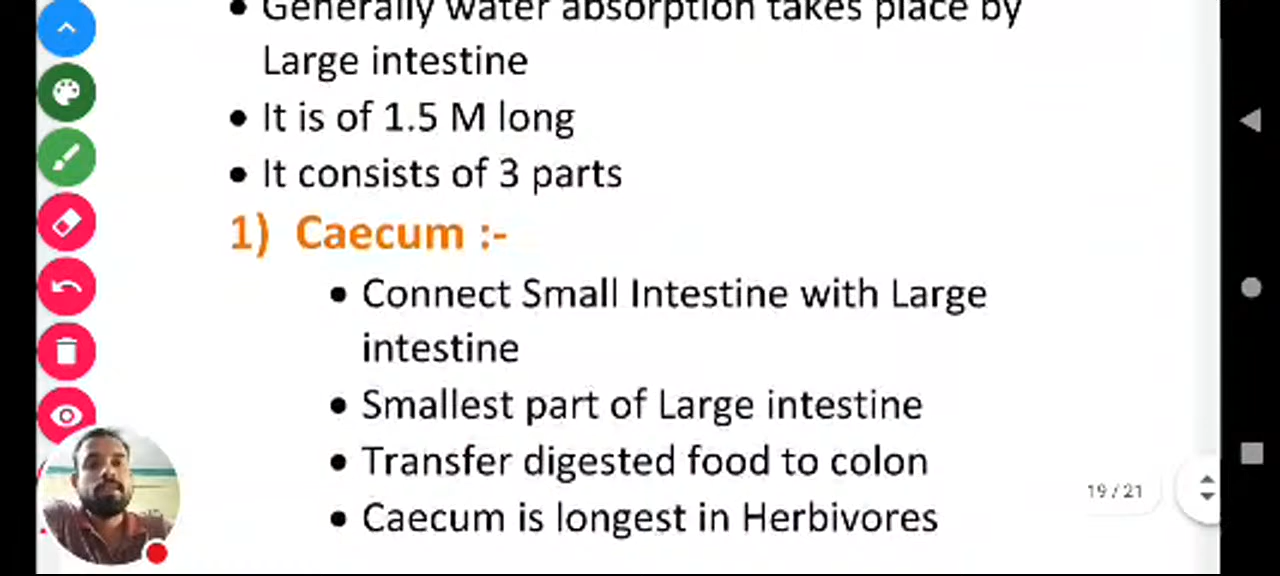 • Generally water absorption takes place by
Large intestine
• It is of 1.5 M long
• It consists of 3 parts
1) Caecum :-
• Connect Small Intestine with Large
intestine
• Smallest part of Large intestine
• Transfer digested food to colon
• Caecum is longest in Herbivores
19 / 21